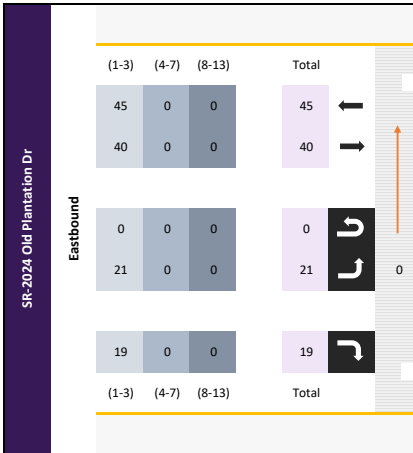 SR-2024 Old Plantation Dr
Eastbound
(1-3) (4-7) (8-13) Total
45 0 0 45
40 0 0 40
0 0 0 0
21 0 0 21 0
19 0 0 19
(1-3) (4-7) (8-13) Total